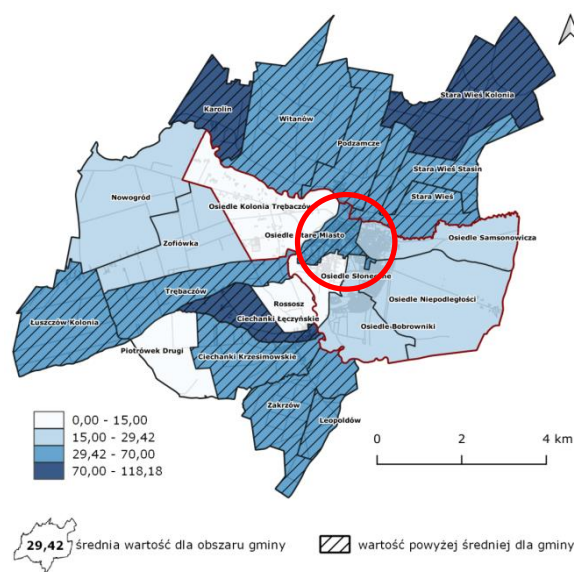 Karolin
Witanów
Stara Wieś Kolonia
Podzamcze
Stara Wieś Stasin
Stara Wieś
Nowogród
Osiedle Kolonia Trębaczów
Zofiówka
Osiedle Stare Miasto
Osiedle Samsonowicza
Osiedle Słoneczne
Trębaczów
Osiedle Niepodległości
Rossosz
Luszczów Kolonia
Ciechanki Łęczyńskie
Osiedle Bobrowniki
Piotrówek Drugi
Ciechanki Krzesimowskie
Zakrzów
Leopoldów
0,00 - 15,00
15,00 - 29,42
29,42 - 70,00
70,00 - 118,18
0 2 4 km
29,42 średnia wartość dla obszaru gminy
wartość powyżej średniej dla gminy